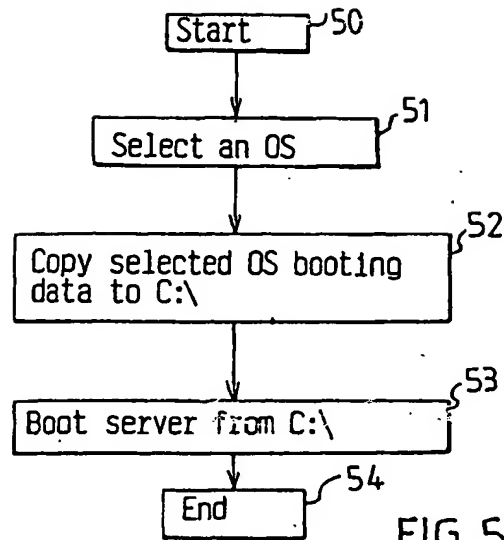 50
Start
51
Select an OS
52
Copy selected OS booting
data to C:\
53
Boot server from C:\
54
End
FIG 5